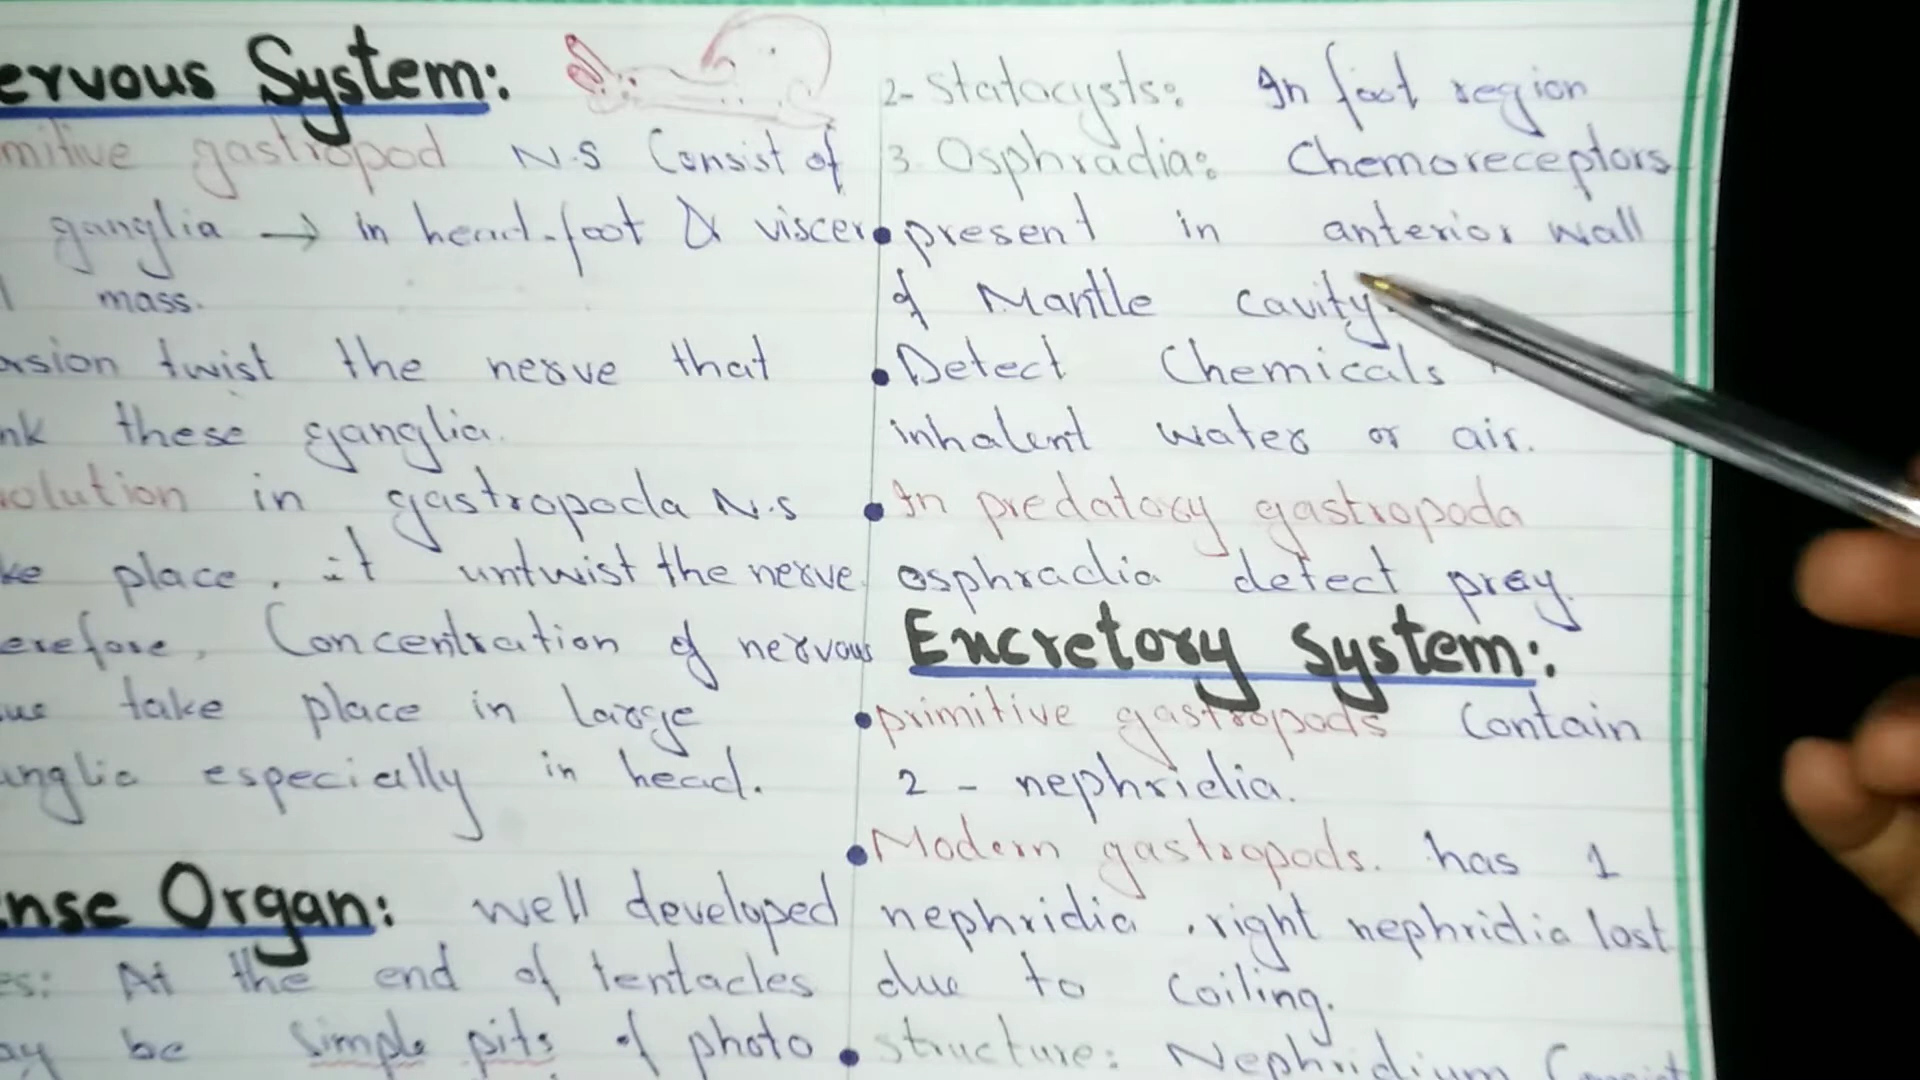 ervous System:
mitive gastropod N.S Consist of
ganglia → in head-foot & viscer
mass.
rsion twist the nerve that
nk these ganglia.
olution in gastropoda N.S
ke place. it untwist the nerve
erefore, Concentration of nervous
take place in large
anglia especially in head.
ense Organ: well developed
es: At the end of tentacles
ay be simple pits of photo
2- Statocysts: In foot region
3. Osphradia: Chemoreceptors
• present in anterior wall
of Mantle cavity.
• Detect Chemicals
inhalent water or air.
• In predatory gastropoda
osphradia detect prey.
Encretory System:
• primitive gastropods Contain
2 - nephridia.
• Modern gastropods. has 1
nephridia, right nephridia lost
due to Coiling.
• structure: Nephridium Consist